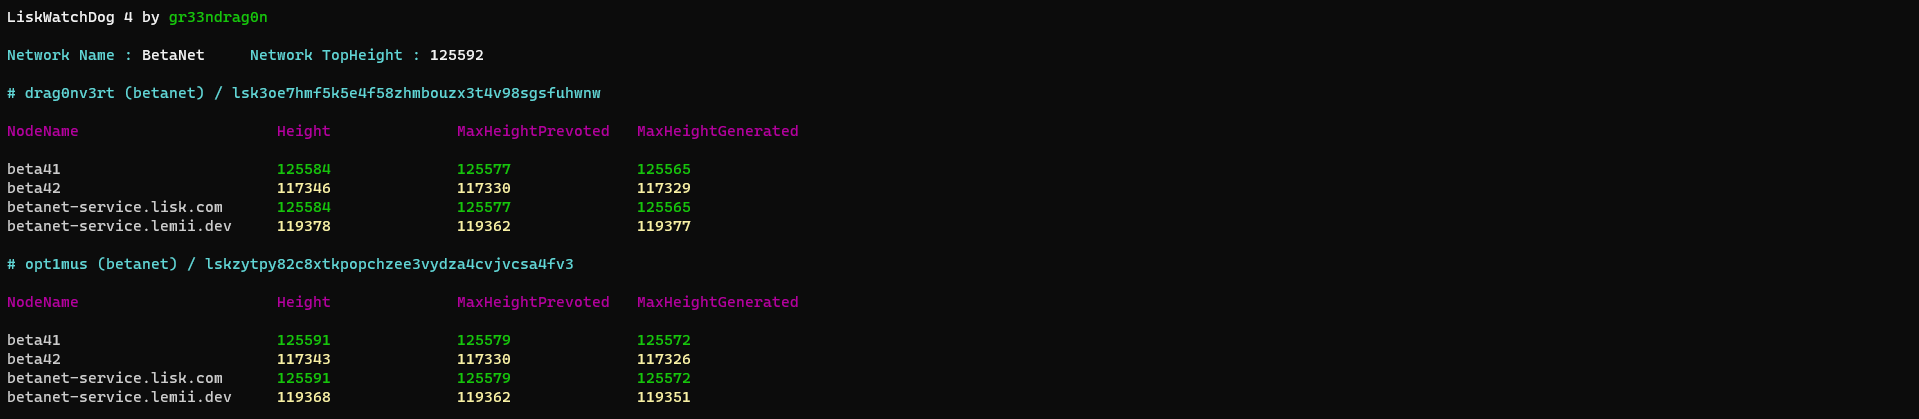 LiskWatchDog 4 by gr33ndrag0n
Network Name : BetaNet     Network TopHeight : 125592
# drag0nv3rt (betanet) / lsk3oe7hmf5k5e4f58zhmbouzx3t4v98sgsfuhwnw
NodeName                      Height              MaxHeightPrevoted   MaxHeightGenerated
beta41                        125584              125577              125565
beta42                        117346              117330              117329
betanet-service.lisk.com      125584              125577              125565
betanet-service.lemii.dev     119378              119362              119377
# opt1mus (betanet) / lskzytpy82c8xtkpopchzee3vydza4cvjvcsa4fv3
NodeName                      Height              MaxHeightPrevoted   MaxHeightGenerated
beta41                        125591              125579              125572
beta42                        117343              117330              117326
betanet-service.lisk.com      125591              125579              125572
betanet-service.lemii.dev     119368              119362              119351